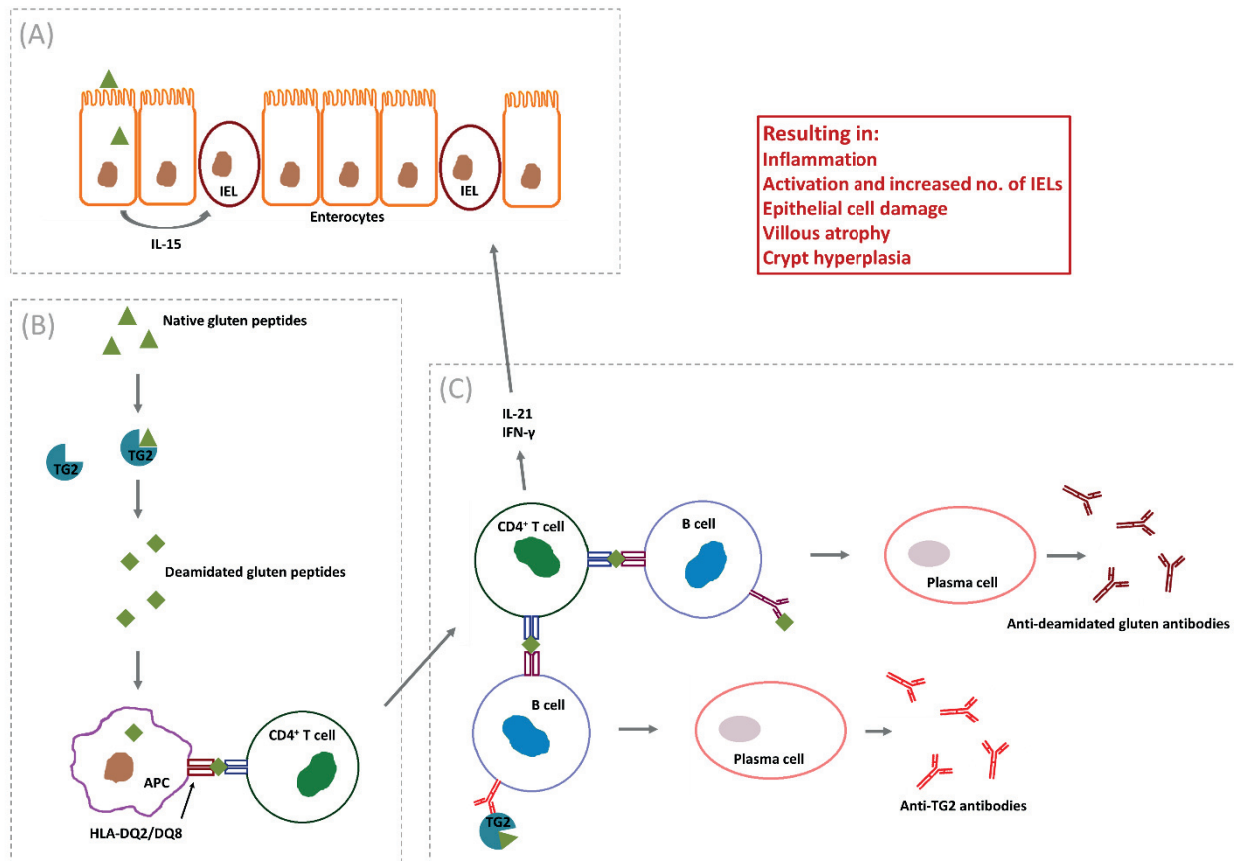 (A)
IEL
IEL
Enterocytes
IL-15
Resulting in:
Inflammation
Activation and increased no. of IELs
Epithelial cell damage
Villous atrophy
Crypt hyperplasia
(B)
Native gluten peptides
TG2
TG2
Deamidated gluten peptides
CD4⁺ T cell
APC
HLA-DQ2/DQ8
(C)
IL-21
IFN-γ
CD4⁺ T cell
B cell
Plasma cell
Anti-deamidated gluten antibodies
B cell
Plasma cell
Anti-TG2 antibodies
TG2